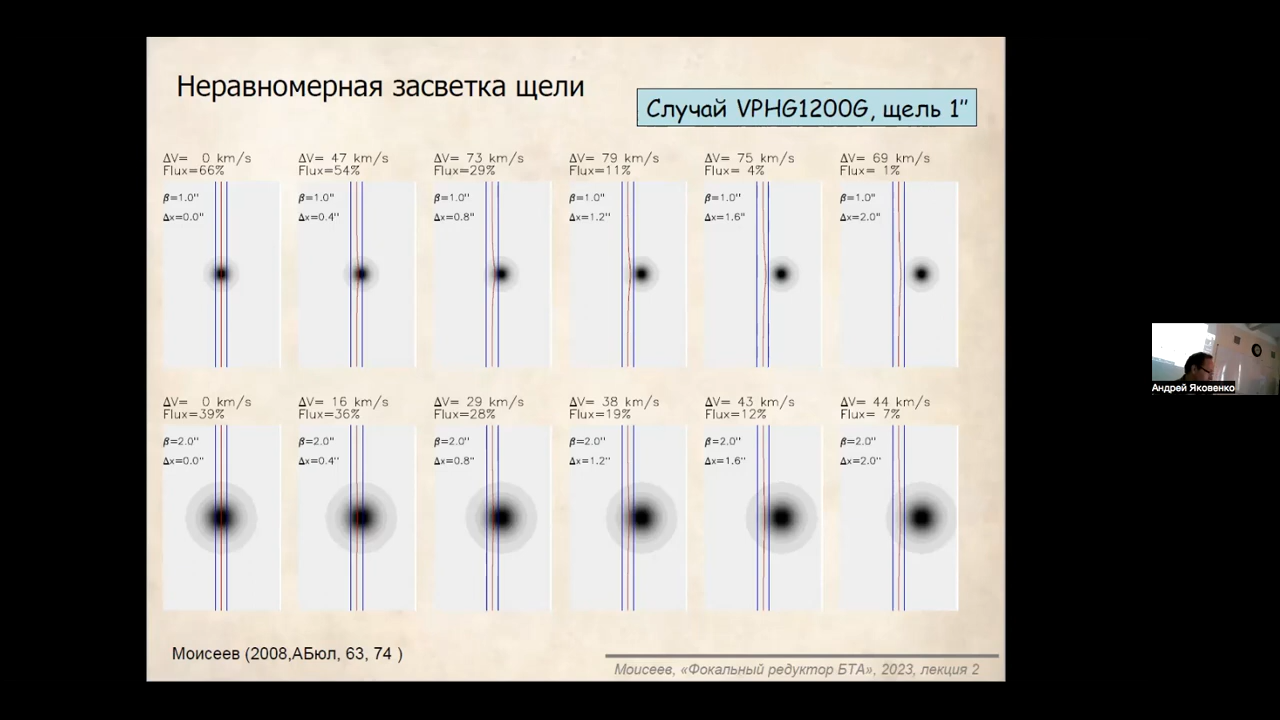 Неравномерная засветка щели
Случай VPHG1200G, щель 1”
ΔV= 0 km/s
Flux=66%
β=1.0''
Δx=0.0''
ΔV= 47 km/s
Flux=54%
β=1.0''
Δx=0.4''
ΔV= 73 km/s
Flux=29%
β=1.0''
Δx=0.8''
ΔV= 79 km/s
Flux=11%
β=1.0''
Δx=1.2''
ΔV= 75 km/s
Flux= 4%
β=1.0''
Δx=1.6''
ΔV= 69 km/s
Flux= 1%
β=1.0''
Δx=2.0''
ΔV= 0 km/s
Flux=39%
β=2.0''
Δx=0.0''
ΔV= 16 km/s
Flux=36%
β=2.0''
Δx=0.4''
ΔV= 29 km/s
Flux=28%
β=2.0''
Δx=0.8''
ΔV= 38 km/s
Flux=19%
β=2.0''
Δx=1.2''
ΔV= 43 km/s
Flux=12%
β=2.0''
Δx=1.6''
ΔV= 44 km/s
Flux= 7%
β=2.0''
Δx=2.0''
Моисеев (2008,АБюл, 63, 74 )
Моисеев, «Фокальный редуктор БТА», 2023, лекция 2
Андрей Яковенко